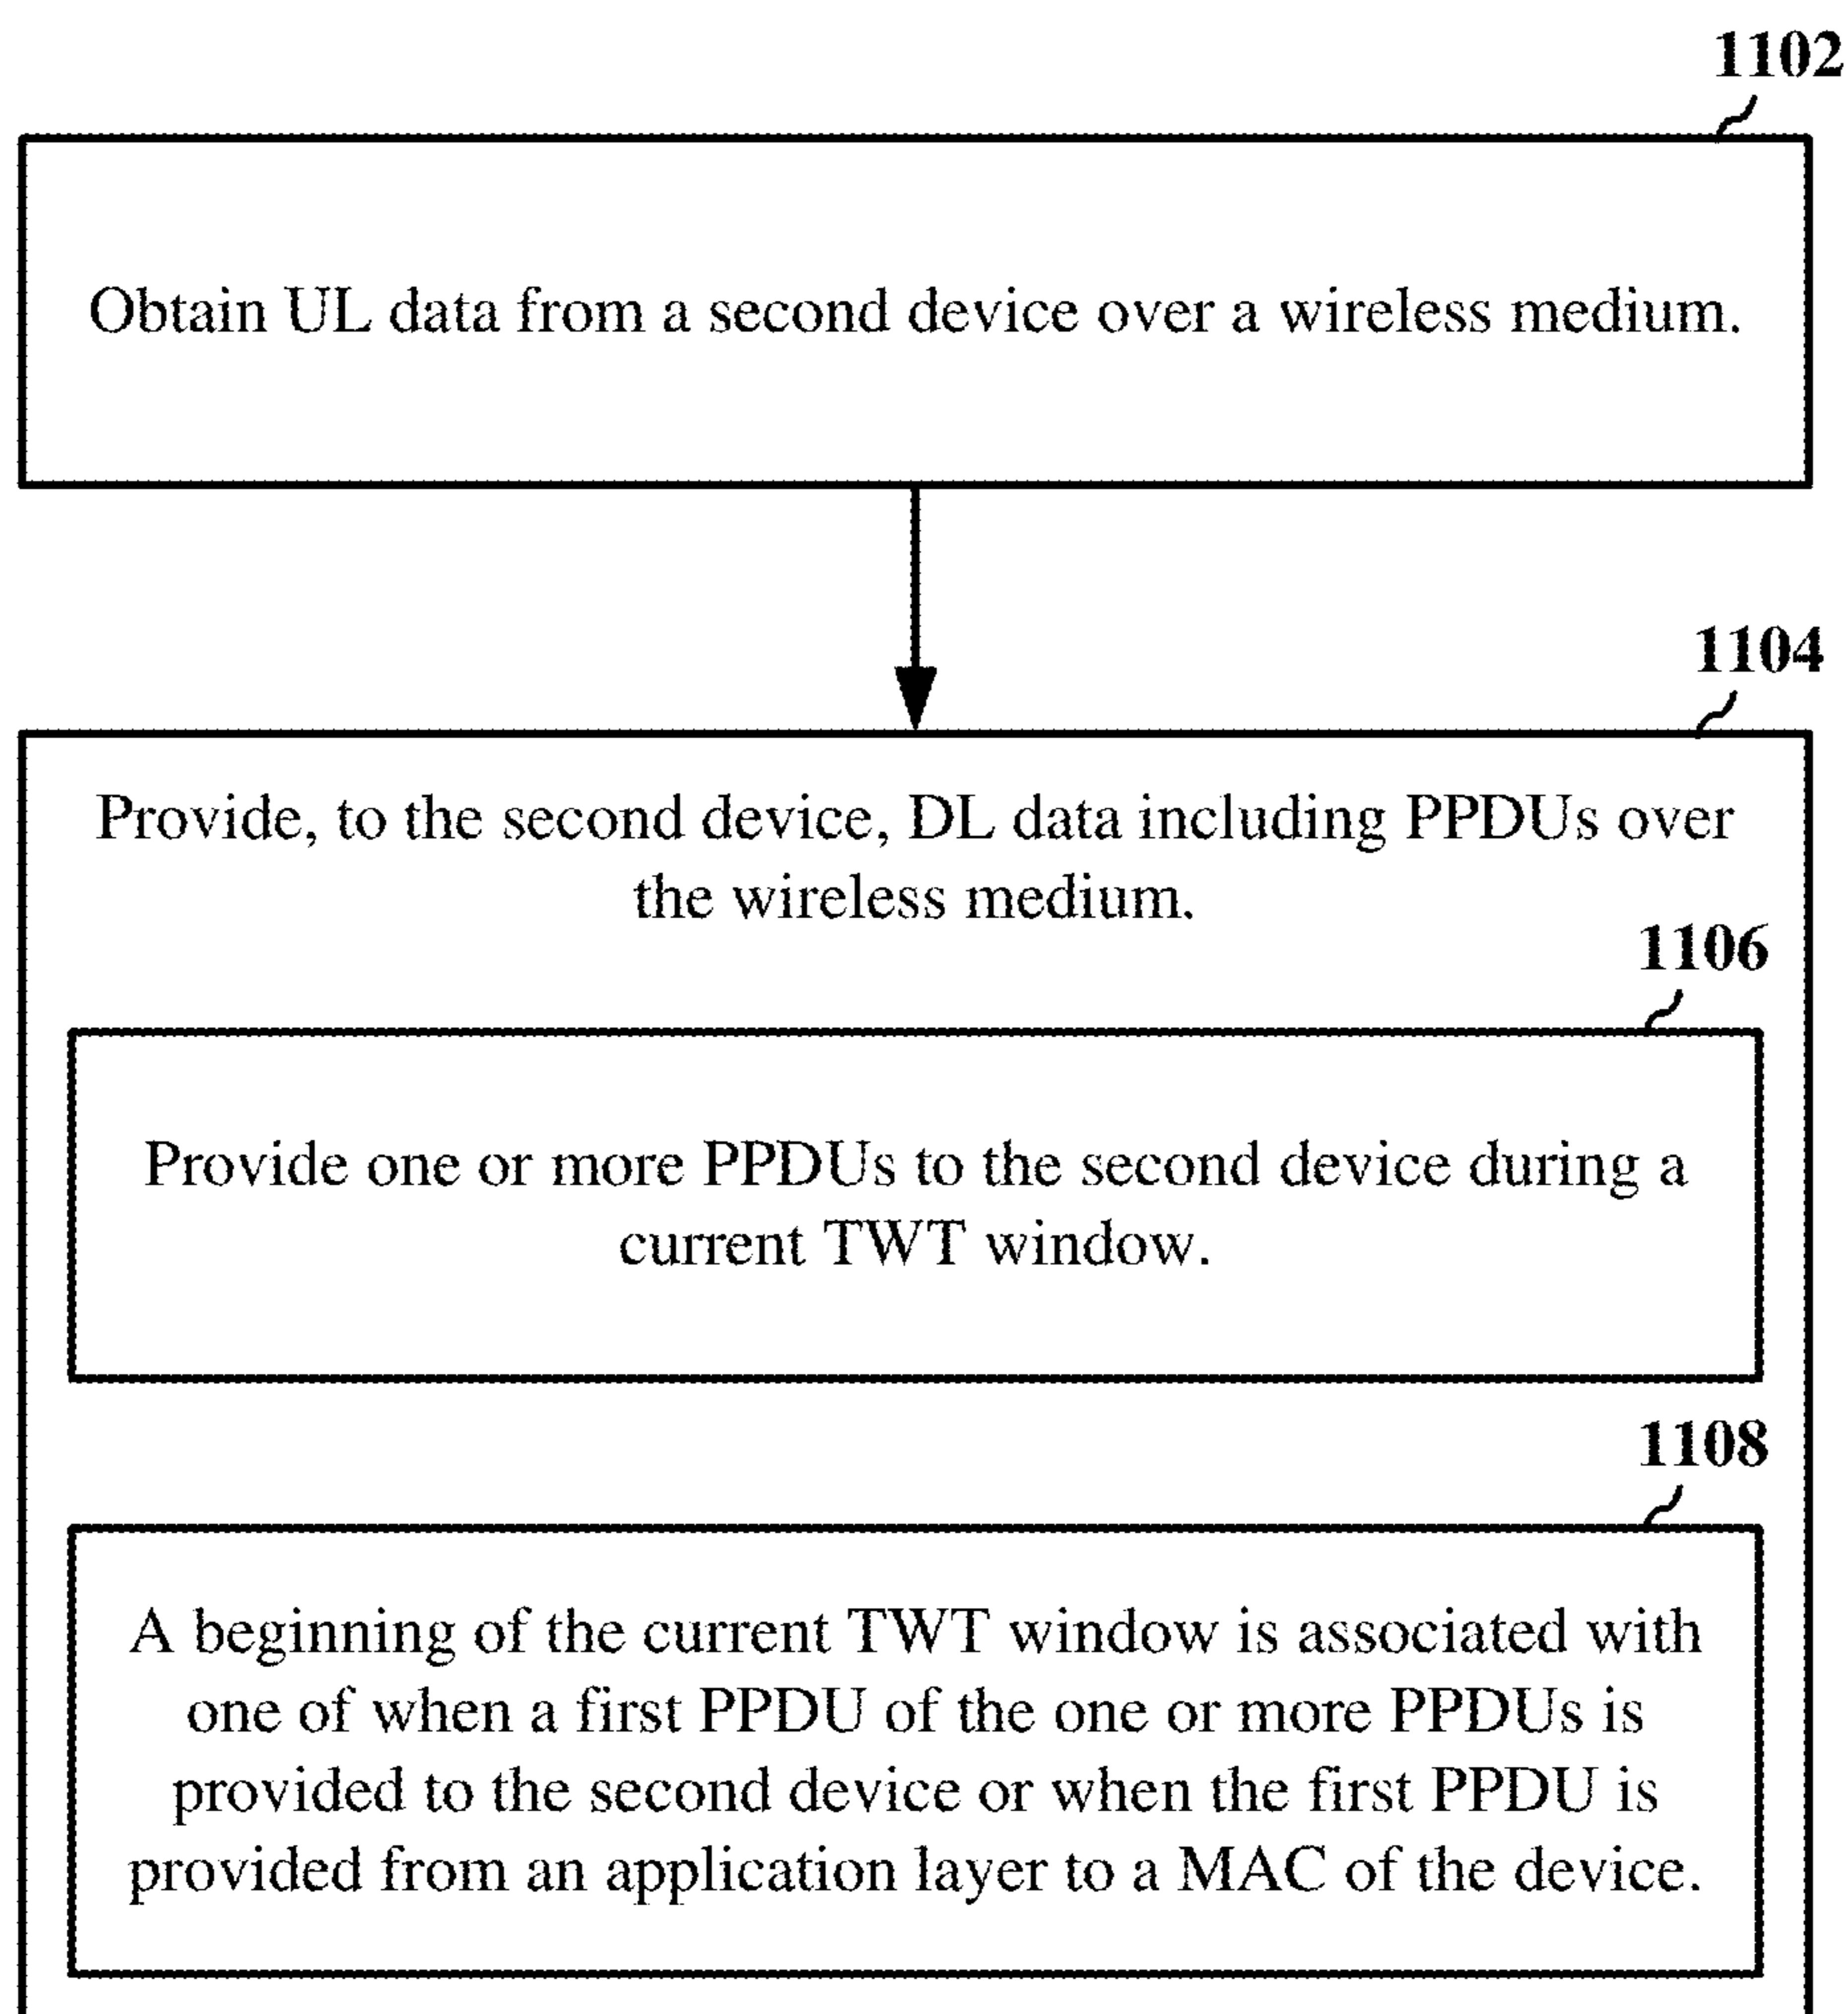 1102
Obtain UL data from a second device over a wireless medium.
1104
Provide, to the second device, DL data including PPDUs over
the wireless medium.
1106
Provide one or more PPDUs to the second device during a
current TWT window.
1108
A beginning of the current TWT window is associated with
one of when a first PPDU of the one or more PPDUs is
provided to the second device or when the first PPDU is
provided from an application layer to a MAC of the device.